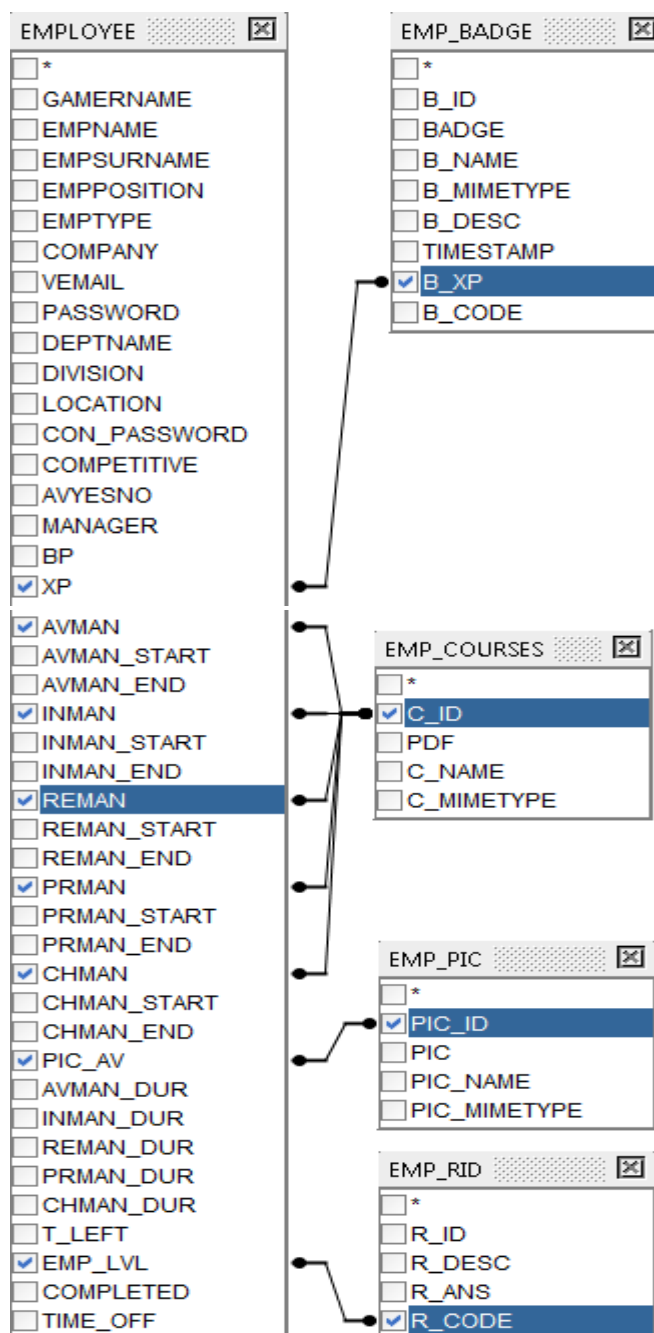 EMPLOYEE
*
GAMERNAME
EMPNAME
EMPSURNAME
EMPPOSITION
EMPTYPE
COMPANY
VEMAIL
PASSWORD
DEPTNAME
DIVISION
LOCATION
CON_PASSWORD
COMPETITIVE
AVYESNO
MANAGER
BP
XP
AVMAN
AVMAN_START
AVMAN_END
INMAN
INMAN_START
INMAN_END
REMAN
REMAN_START
REMAN_END
PRMAN
PRMAN_START
PRMAN_END
CHMAN
CHMAN_START
CHMAN_END
PIC_AV
AVMAN_DUR
INMAN_DUR
REMAN_DUR
PRMAN_DUR
CHMAN_DUR
T_LEFT
EMP_LVL
COMPLETED
TIME_OFF
EMP_BADGE
*
B_ID
BADGE
B_NAME
B_MIMETYPE
B_DESC
TIMESTAMP
B_XP
B_CODE
EMP_COURSES
*
C_ID
PDF
C_NAME
C_MIMETYPE
EMP_PIC
*
PIC_ID
PIC
PIC_NAME
PIC_MIMETYPE
EMP_RID
*
R_ID
R_DESC
R_ANS
R_CODE